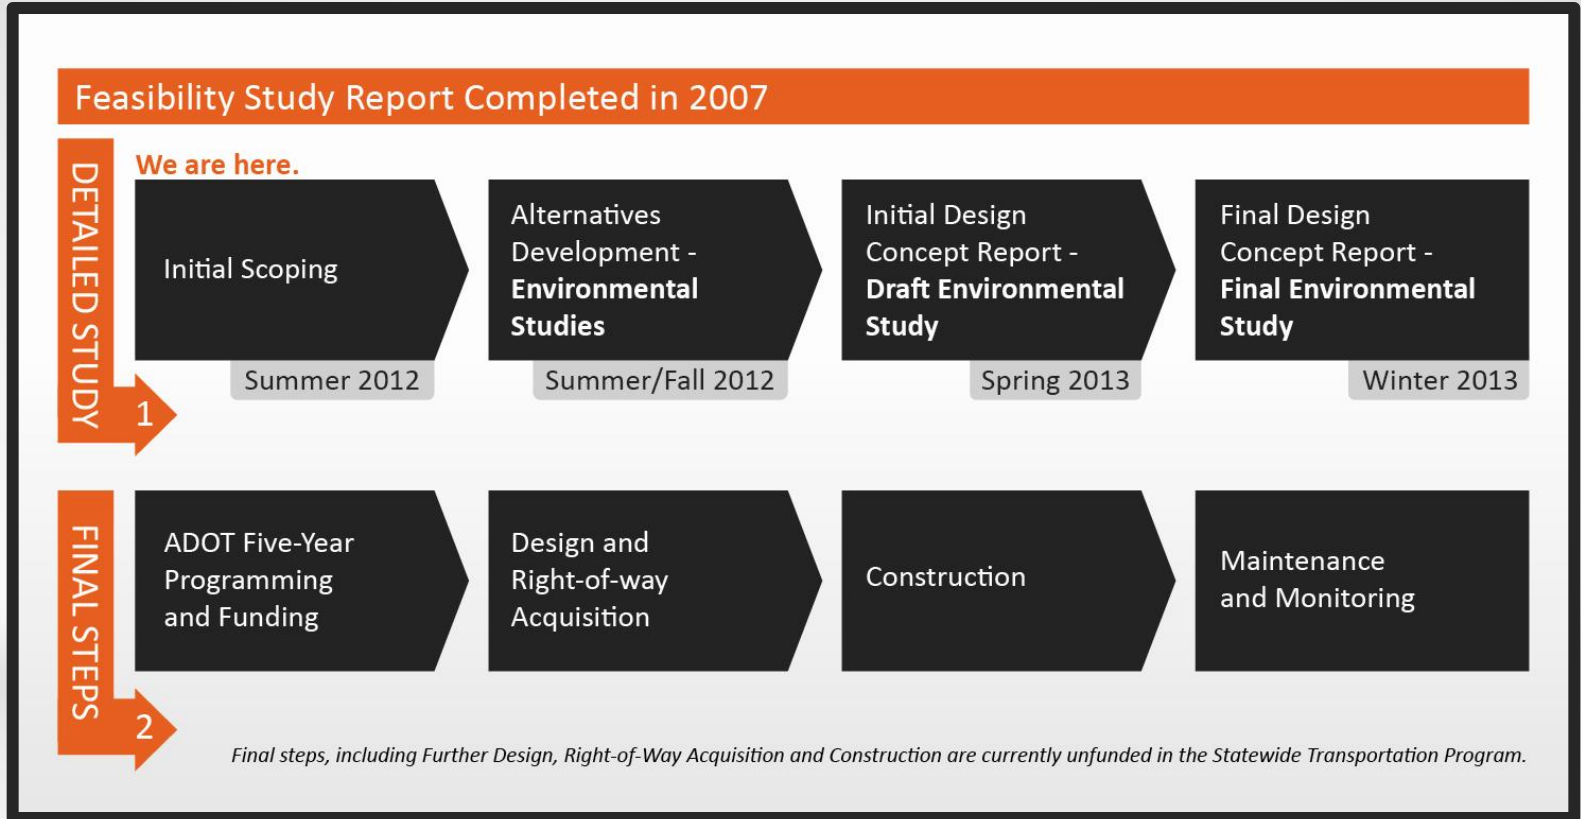 Feasibility Study Report Completed in 2007
DETAILED STUDY
1
We are here.
Initial Scoping
Summer 2012
Alternatives
Development -
Environmental
Studies
Summer/Fall 2012
Initial Design
Concept Report -
Draft Environmental
Study
Spring 2013
Final Design
Concept Report -
Final Environmental
Study
Winter 2013
FINAL STEPS
2
ADOT Five-Year
Programming
and Funding
Design and
Right-of-way
Acquisition
Construction
Maintenance
and Monitoring
Final steps, including Further Design, Right-of-Way Acquisition and Construction are currently unfunded in the Statewide Transportation Program.